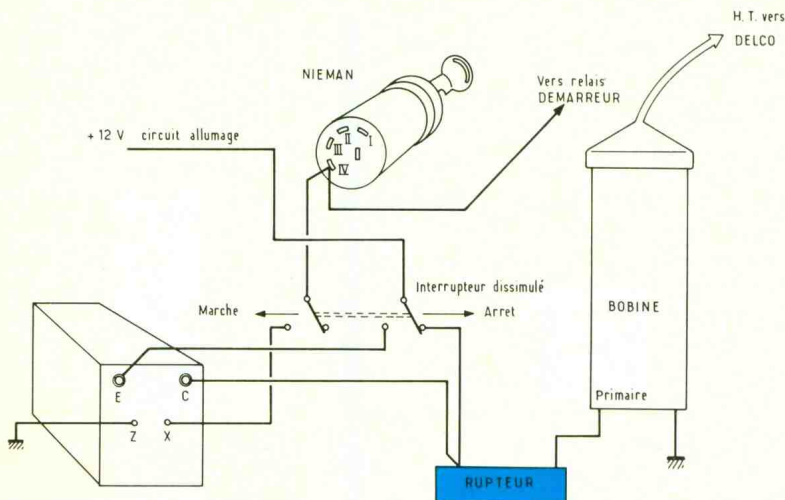 H. T. vers
DELCO
NIEMAN
Vers relais
DEMARREUR
+ 12 V circuit allumage
I
II
III
IV
Interrupteur dissimulé
Marche
Arret
BOBINE
E
C
Primaire
Z
X
RUPTEUR